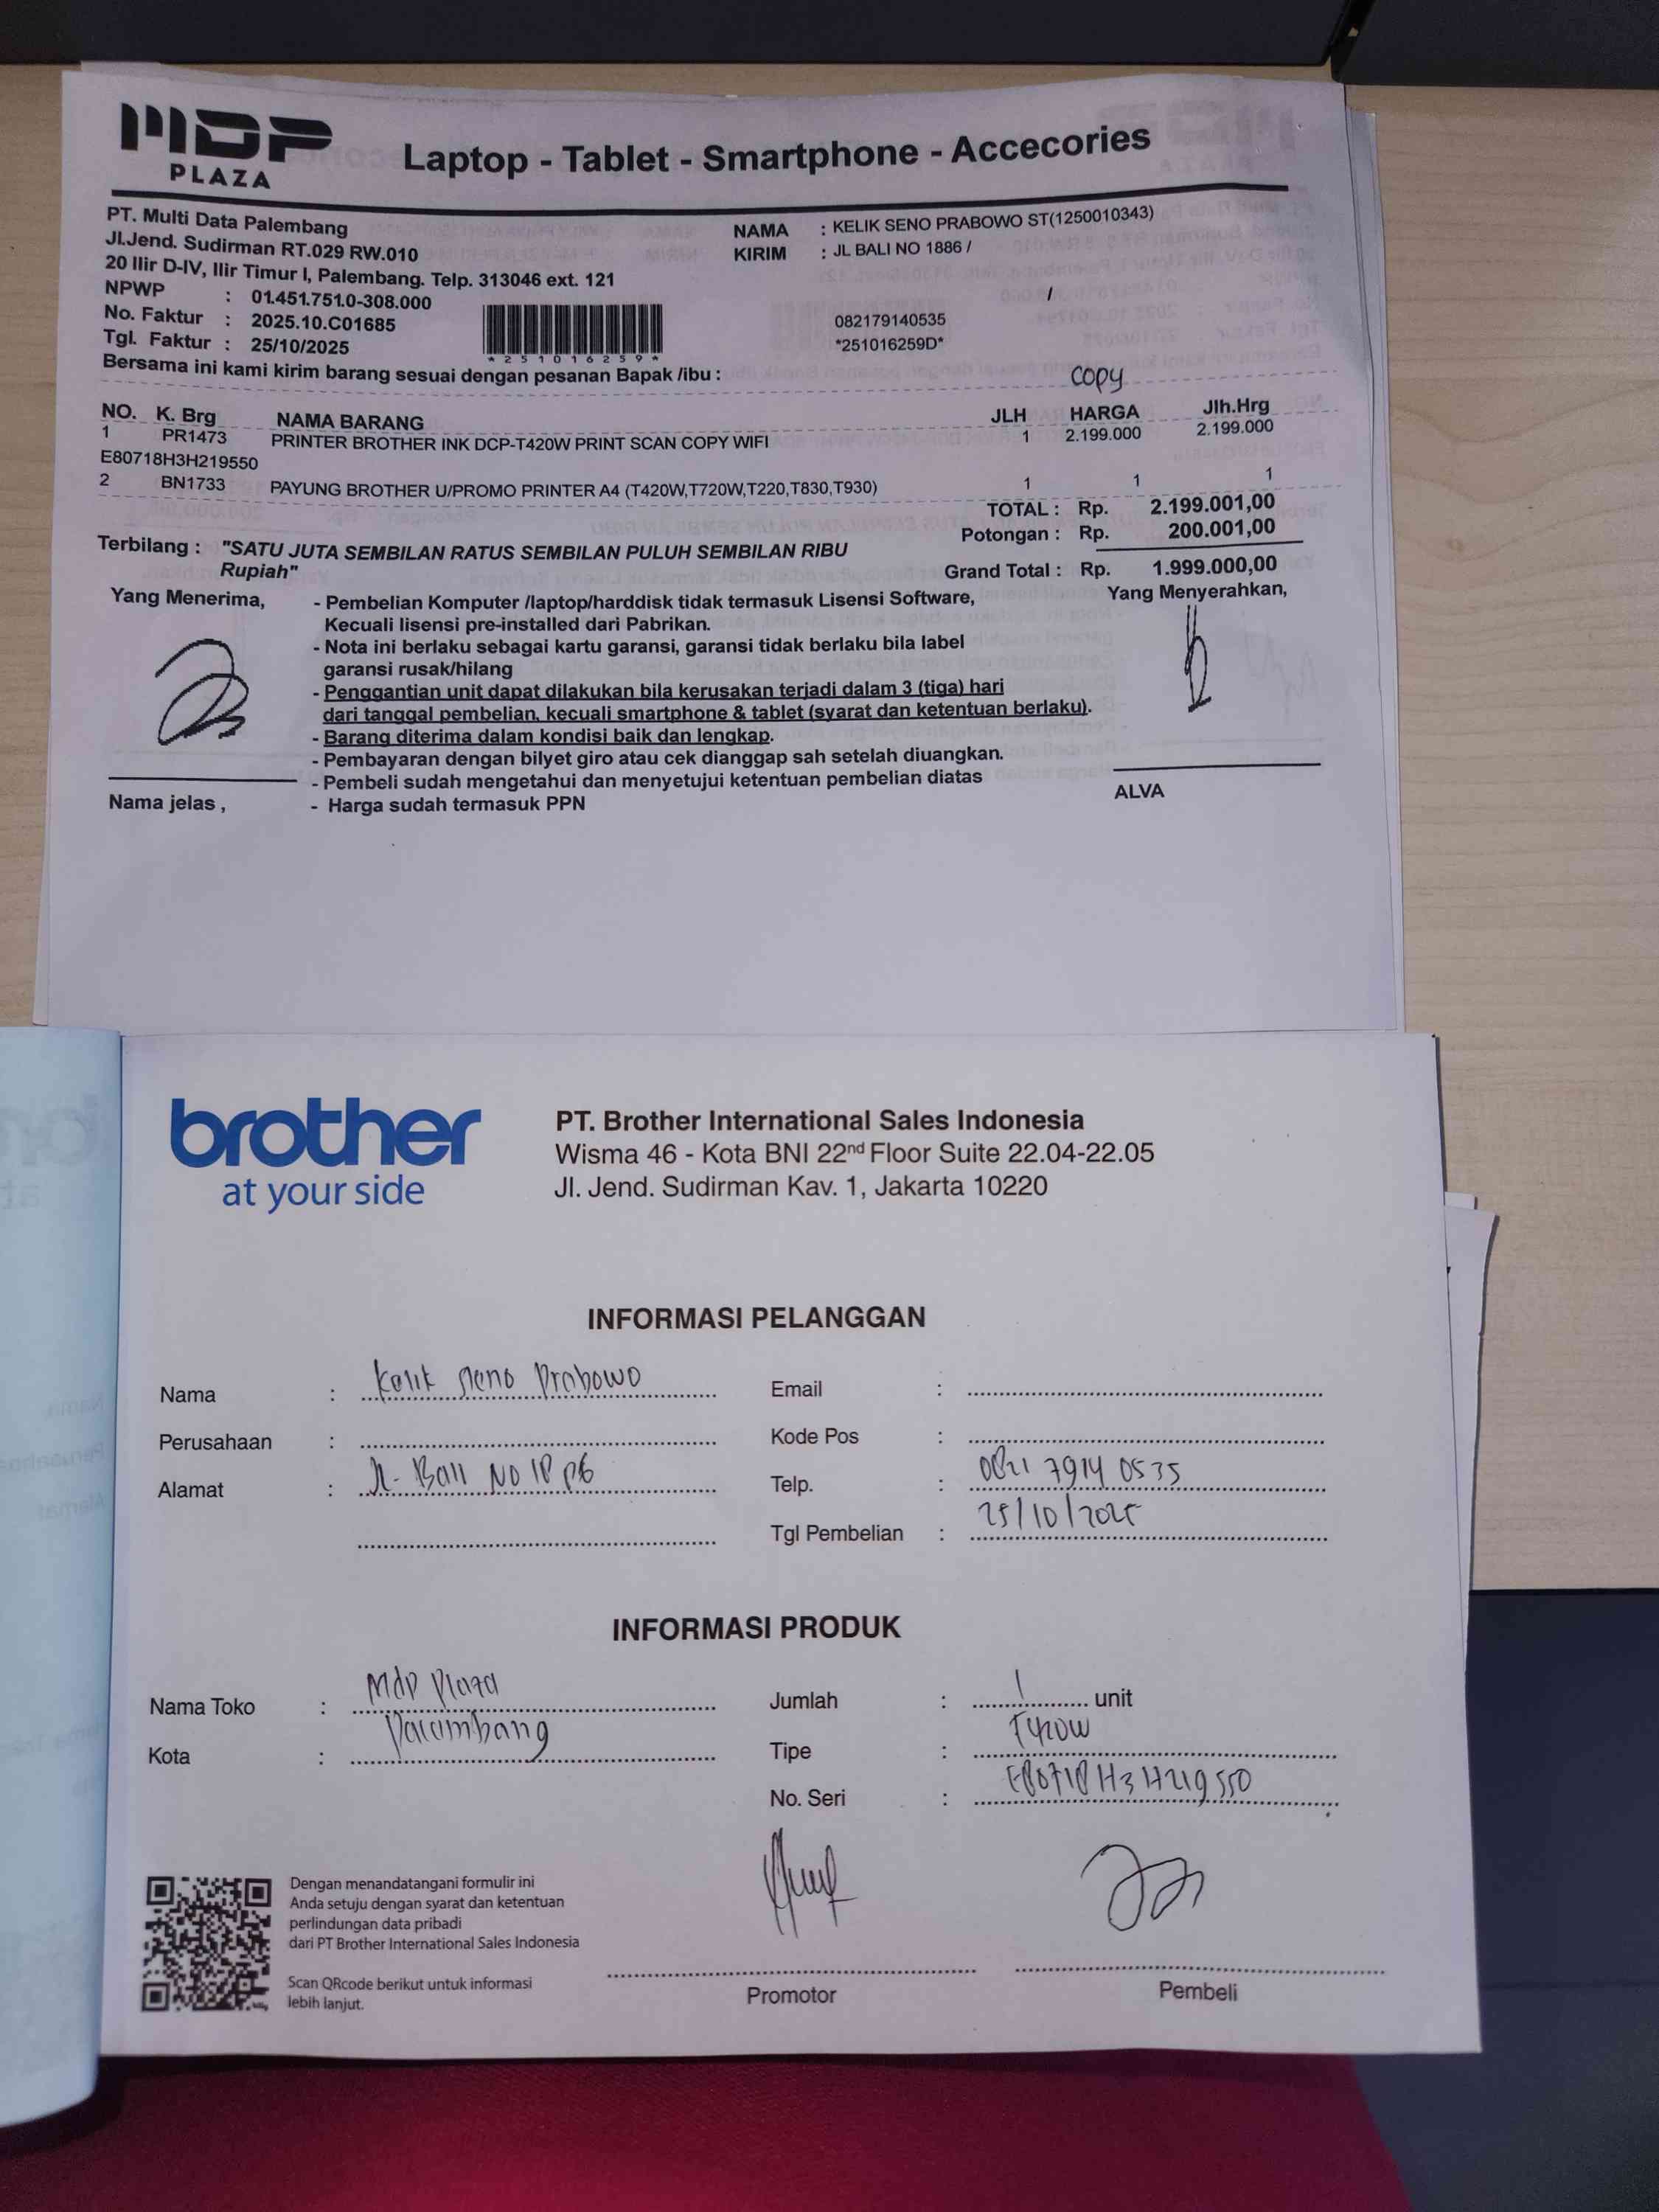 MDP
PLAZA
Laptop - Tablet - Smartphone - Accecories
PT. Multi Data Palembang
Jl.Jend. Sudirman RT.029 RW.010
20 Ilir D-IV, Ilir Timur I, Palembang. Telp. 313046 ext. 121
NPWP : 01.451.751.0-308.000
No. Faktur : 2025.10.C01685
Tgl. Faktur : 25/10/2025
*251016259*
NAMA : KELIK SENO PRABOWO ST(1250010343)
KIRIM : JL BALI NO 1886 /
/
082179140535
*251016259D*
Bersama ini kami kirim barang sesuai dengan pesanan Bapak /ibu :
copy
NO. K. Brg NAMA BARANG JLH HARGA Jlh.Hrg
1 PR1473 PRINTER BROTHER INK DCP-T420W PRINT SCAN COPY WIFI 1 2.199.000 2.199.000
E80718H3H219550
2 BN1733 PAYUNG BROTHER U/PROMO PRINTER A4 (T420W,T720W,T220,T830,T930) 1 1 1
TOTAL : Rp. 2.199.001,00
Potongan : Rp. 200.001,00
Grand Total : Rp. 1.999.000,00
Terbilang : "SATU JUTA SEMBILAN RATUS SEMBILAN PULUH SEMBILAN RIBU
Rupiah"
Yang Menerima,
- Pembelian Komputer /laptop/harddisk tidak termasuk Lisensi Software,
Kecuali lisensi pre-installed dari Pabrikan.
- Nota ini berlaku sebagai kartu garansi, garansi tidak berlaku bila label
garansi rusak/hilang
- Penggantian unit dapat dilakukan bila kerusakan terjadi dalam 3 (tiga) hari
dari tanggal pembelian, kecuali smartphone & tablet (syarat dan ketentuan berlaku).
- Barang diterima dalam kondisi baik dan lengkap.
- Pembayaran dengan bilyet giro atau cek dianggap sah setelah diuangkan.
- Pembeli sudah mengetahui dan menyetujui ketentuan pembelian diatas
- Harga sudah termasuk PPN
Yang Menyerahkan,
Nama jelas ,
ALVA
brother
at your side
PT. Brother International Sales Indonesia
Wisma 46 - Kota BNI 22nd Floor Suite 22.04-22.05
Jl. Jend. Sudirman Kav. 1, Jakarta 10220
INFORMASI PELANGGAN
Nama : Kelik Seno Prabowo
Perusahaan :
Alamat : Jl. Bali No 1886
Email :
Kode Pos :
Telp. : 0821 7914 0535
Tgl Pembelian : 25/10/2025
INFORMASI PRODUK
Nama Toko : Mdp Plaza
Kota : Palembang
Jumlah : 1 unit
Tipe : T420W
No. Seri : E80718H3H219550
Dengan menandatangani formulir ini
Anda setuju dengan syarat dan ketentuan
perlindungan data pribadi
dari PT Brother International Sales Indonesia
Scan QRcode berikut untuk informasi
lebih lanjut.
Promotor
Pembeli